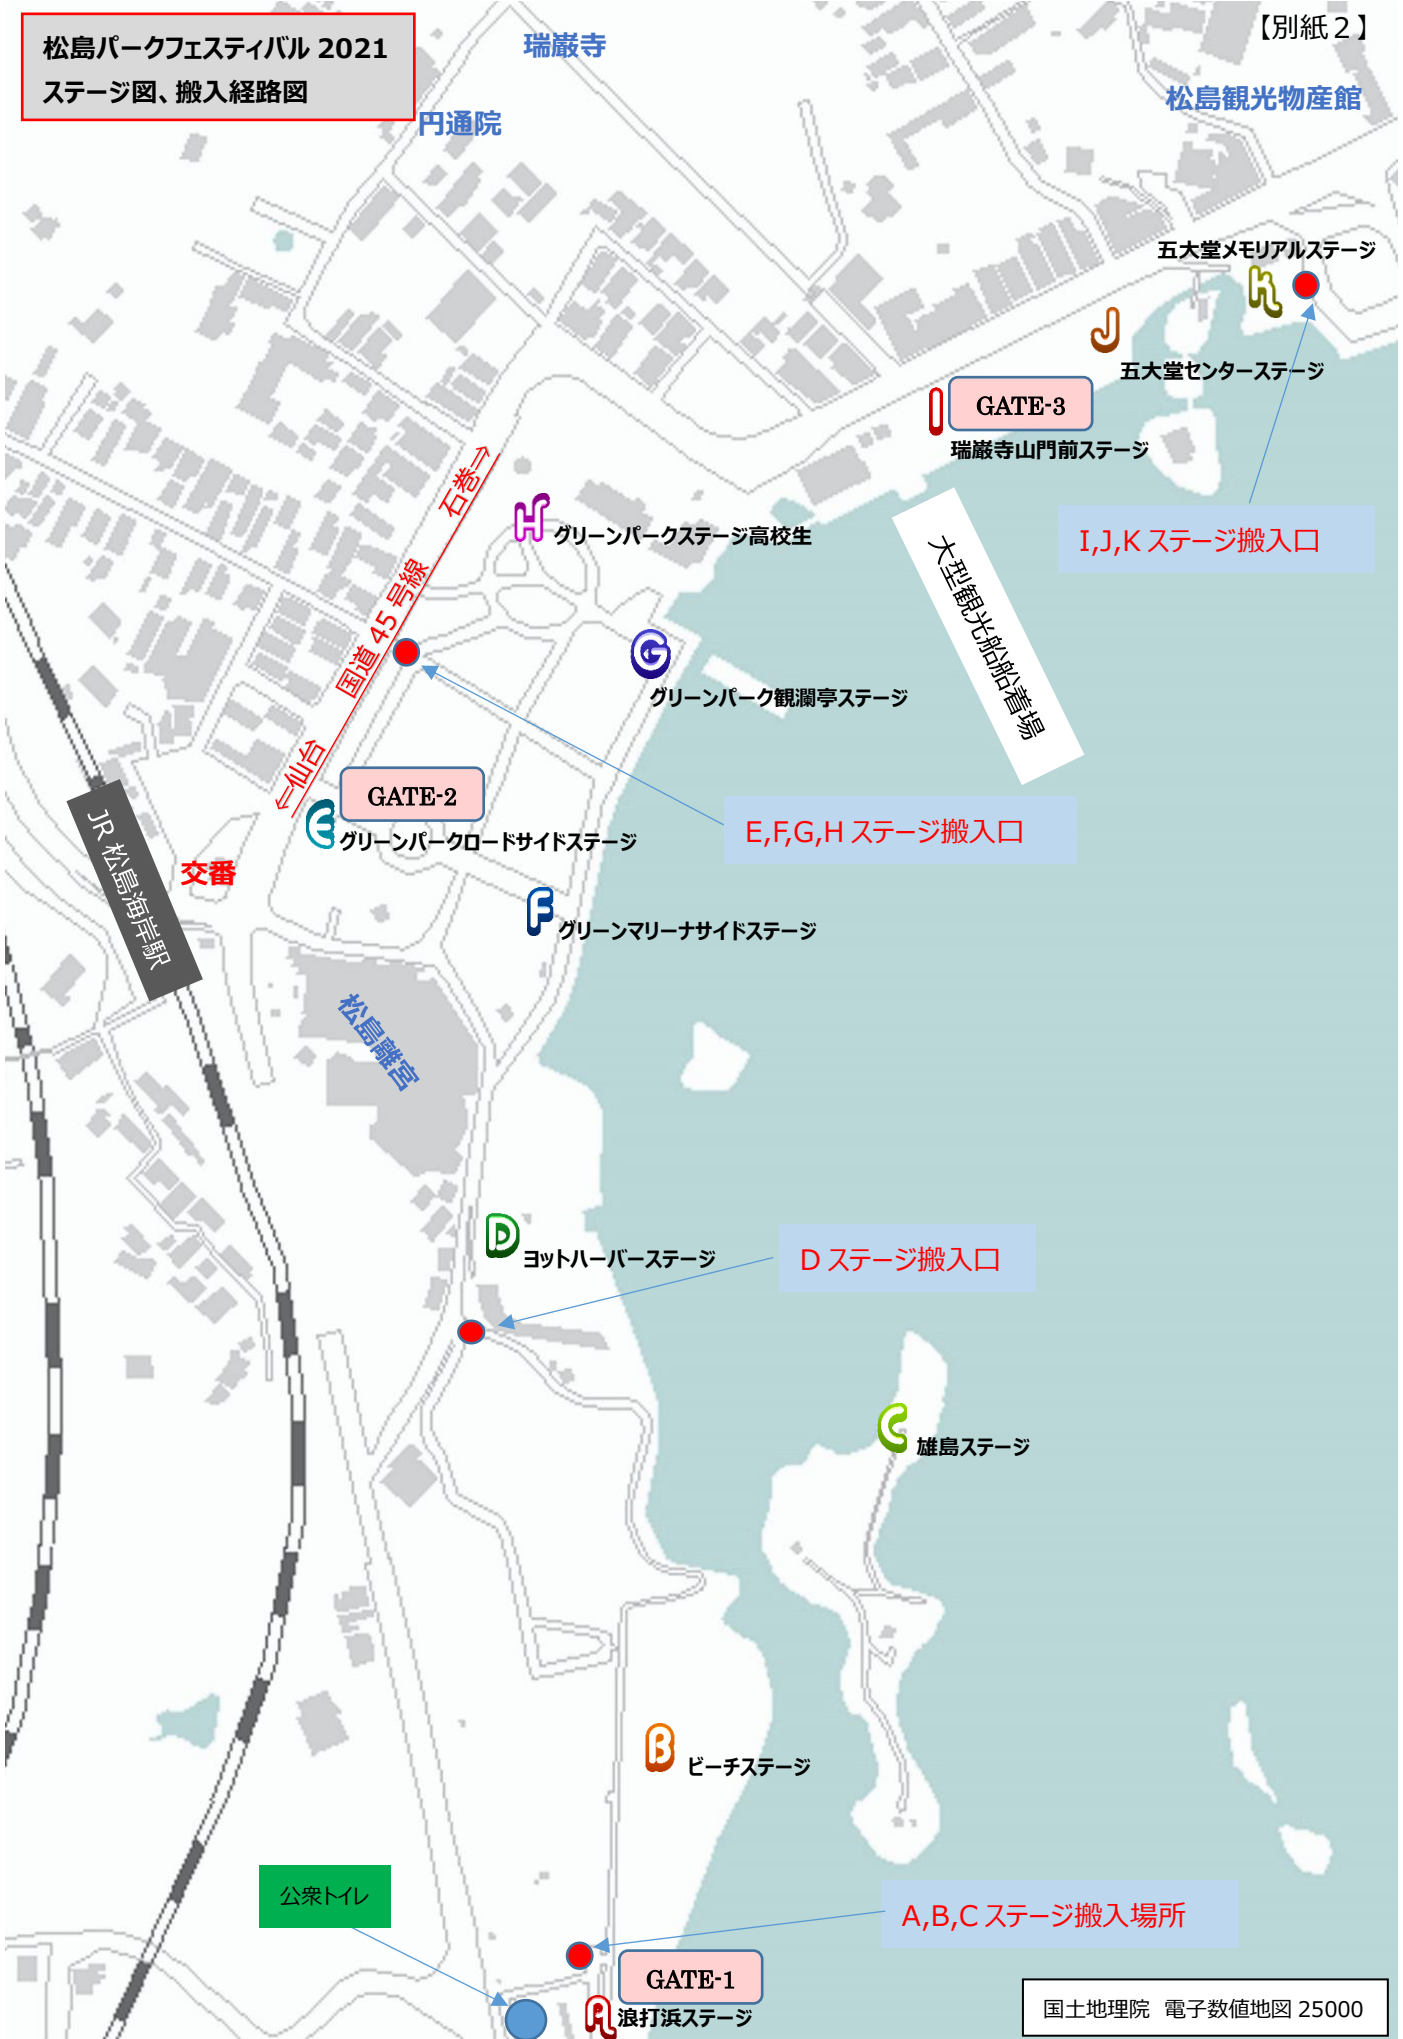 松島パークフェスティバル 2021
ステージ図、搬入経路図
【別紙２】
瑞巌寺
松島観光物産館
円通院
五大堂メモリアルステージ
K
J
五大堂センターステージ
I
GATE-3
瑞巌寺山門前ステージ
石巻⇒
国道 45 号線
⇐仙台
H
グリーンパークステージ高校生
I,J,K ステージ搬入口
大型観光船船着場
G
グリーンパーク観瀾亭ステージ
GATE-2
E
グリーンパークロードサイドステージ
E,F,G,H ステージ搬入口
JR 松島海岸駅
交番
F
グリーンマリーナサイドステージ
松島離宮
D
ヨットハーバーステージ
D ステージ搬入口
C
雄島ステージ
B
ビーチステージ
公衆トイレ
A,B,C ステージ搬入場所
GATE-1
A
浪打浜ステージ
国土地理院 電子数値地図 25000